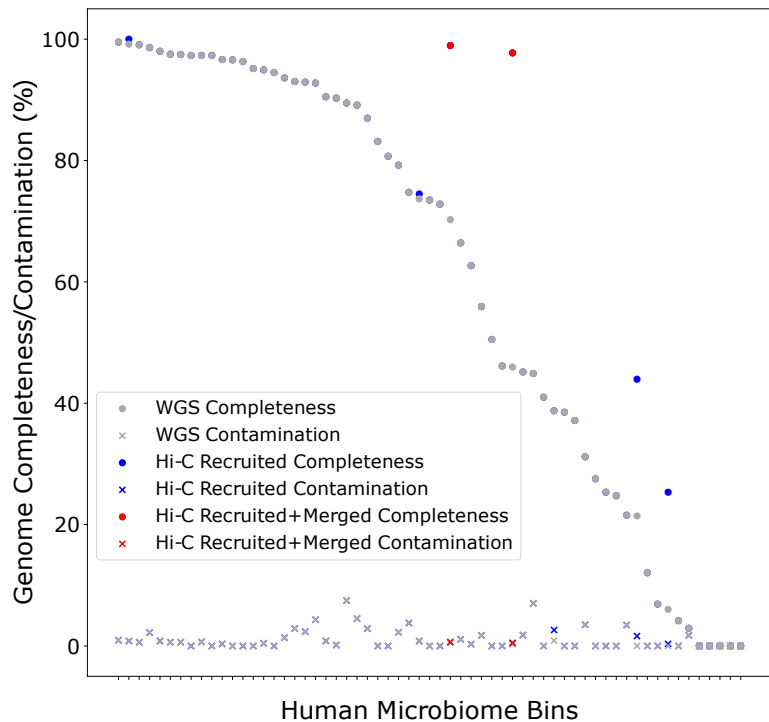 Genome Completeness/Contamination (%)
100
80
60
40
20
0
WGS Completeness
WGS Contamination
Hi-C Recruited Completeness
Hi-C Recruited Contamination
Hi-C Recruited+Merged Completeness
Hi-C Recruited+Merged Contamination
Human Microbiome Bins